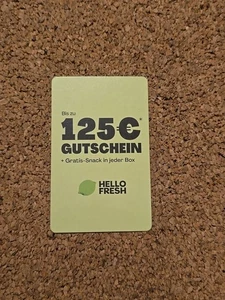 Bis zu
125€*
GUTSCHEIN
+ Gratis-Snack in jeder Box
HELLO
FRESH